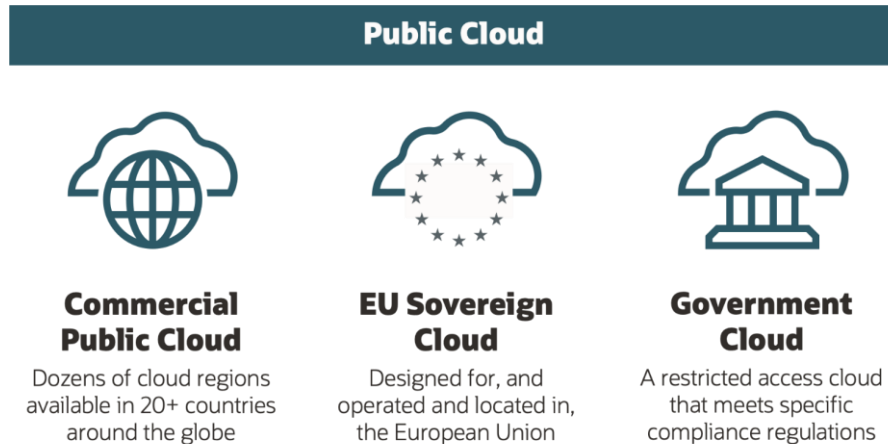 Public Cloud
Commercial
Public Cloud
Dozens of cloud regions
available in 20+ countries
around the globe
EU Sovereign
Cloud
Designed for, and
operated and located in,
the European Union
Government
Cloud
A restricted access cloud
that meets specific
compliance regulations